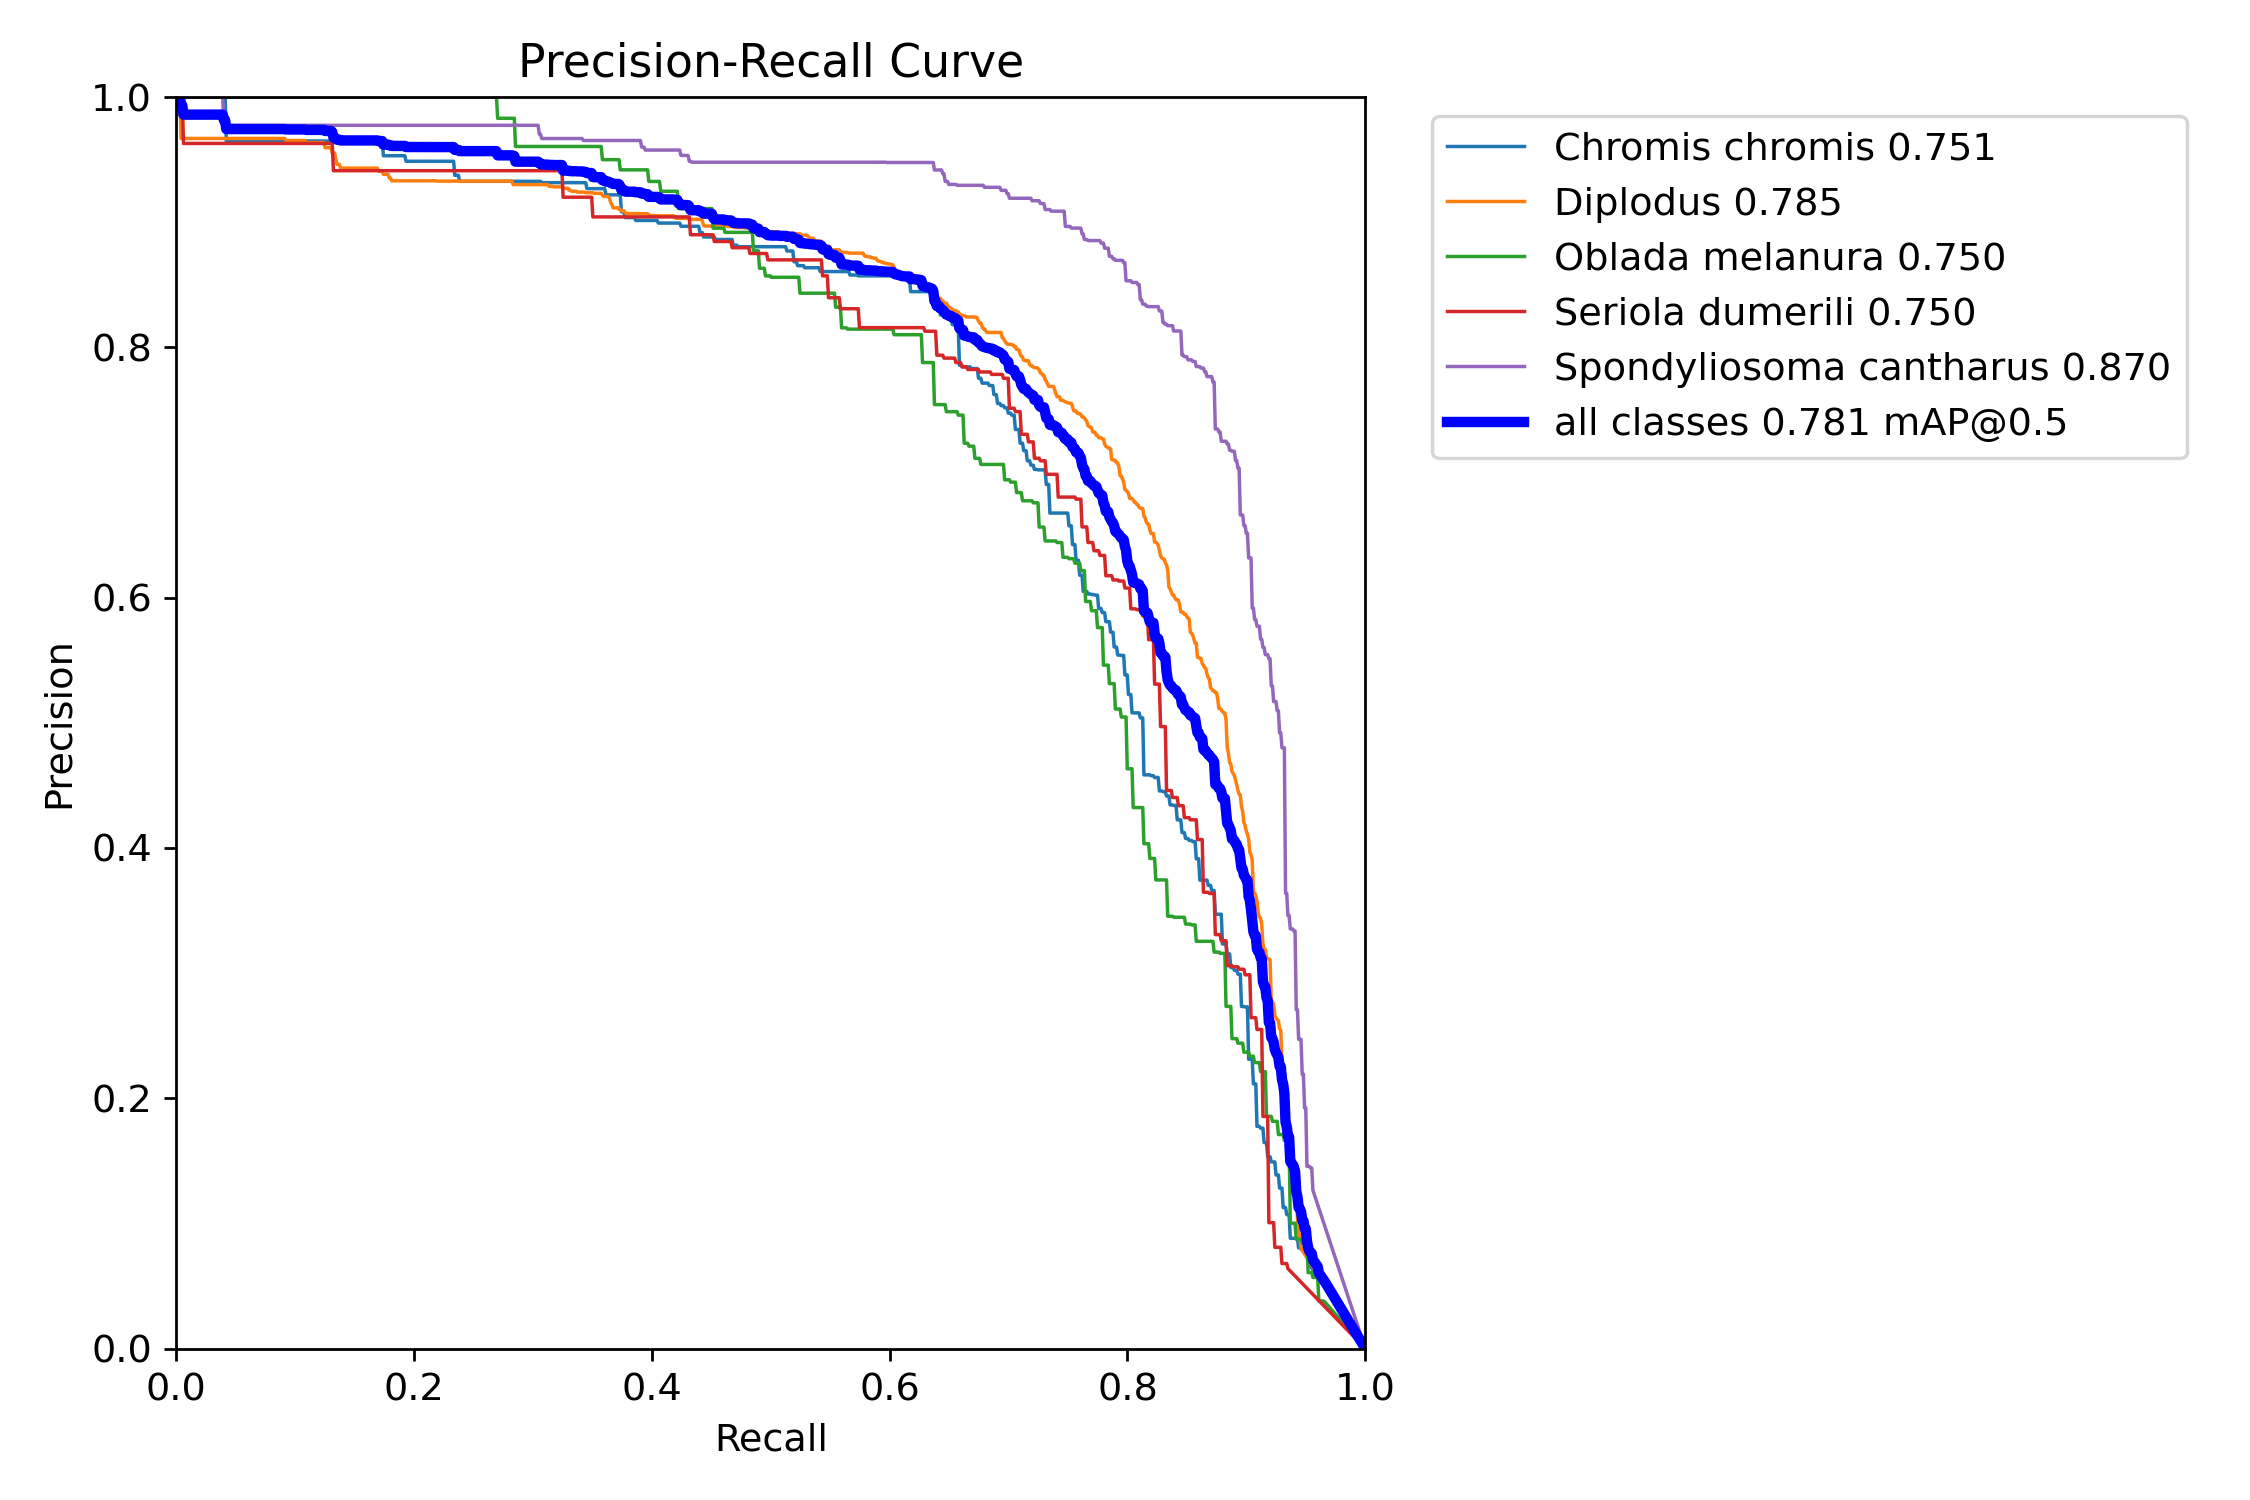 Precision-Recall Curve
1.0
0.8
0.6
0.4
0.2
0.0
Precision
0.0 0.2 0.4 0.6 0.8 1.0
Recall
Chromis chromis 0.751
Diplodus 0.785
Oblada melanura 0.750
Seriola dumerili 0.750
Spondyliosoma cantharus 0.870
all classes 0.781 mAP@0.5